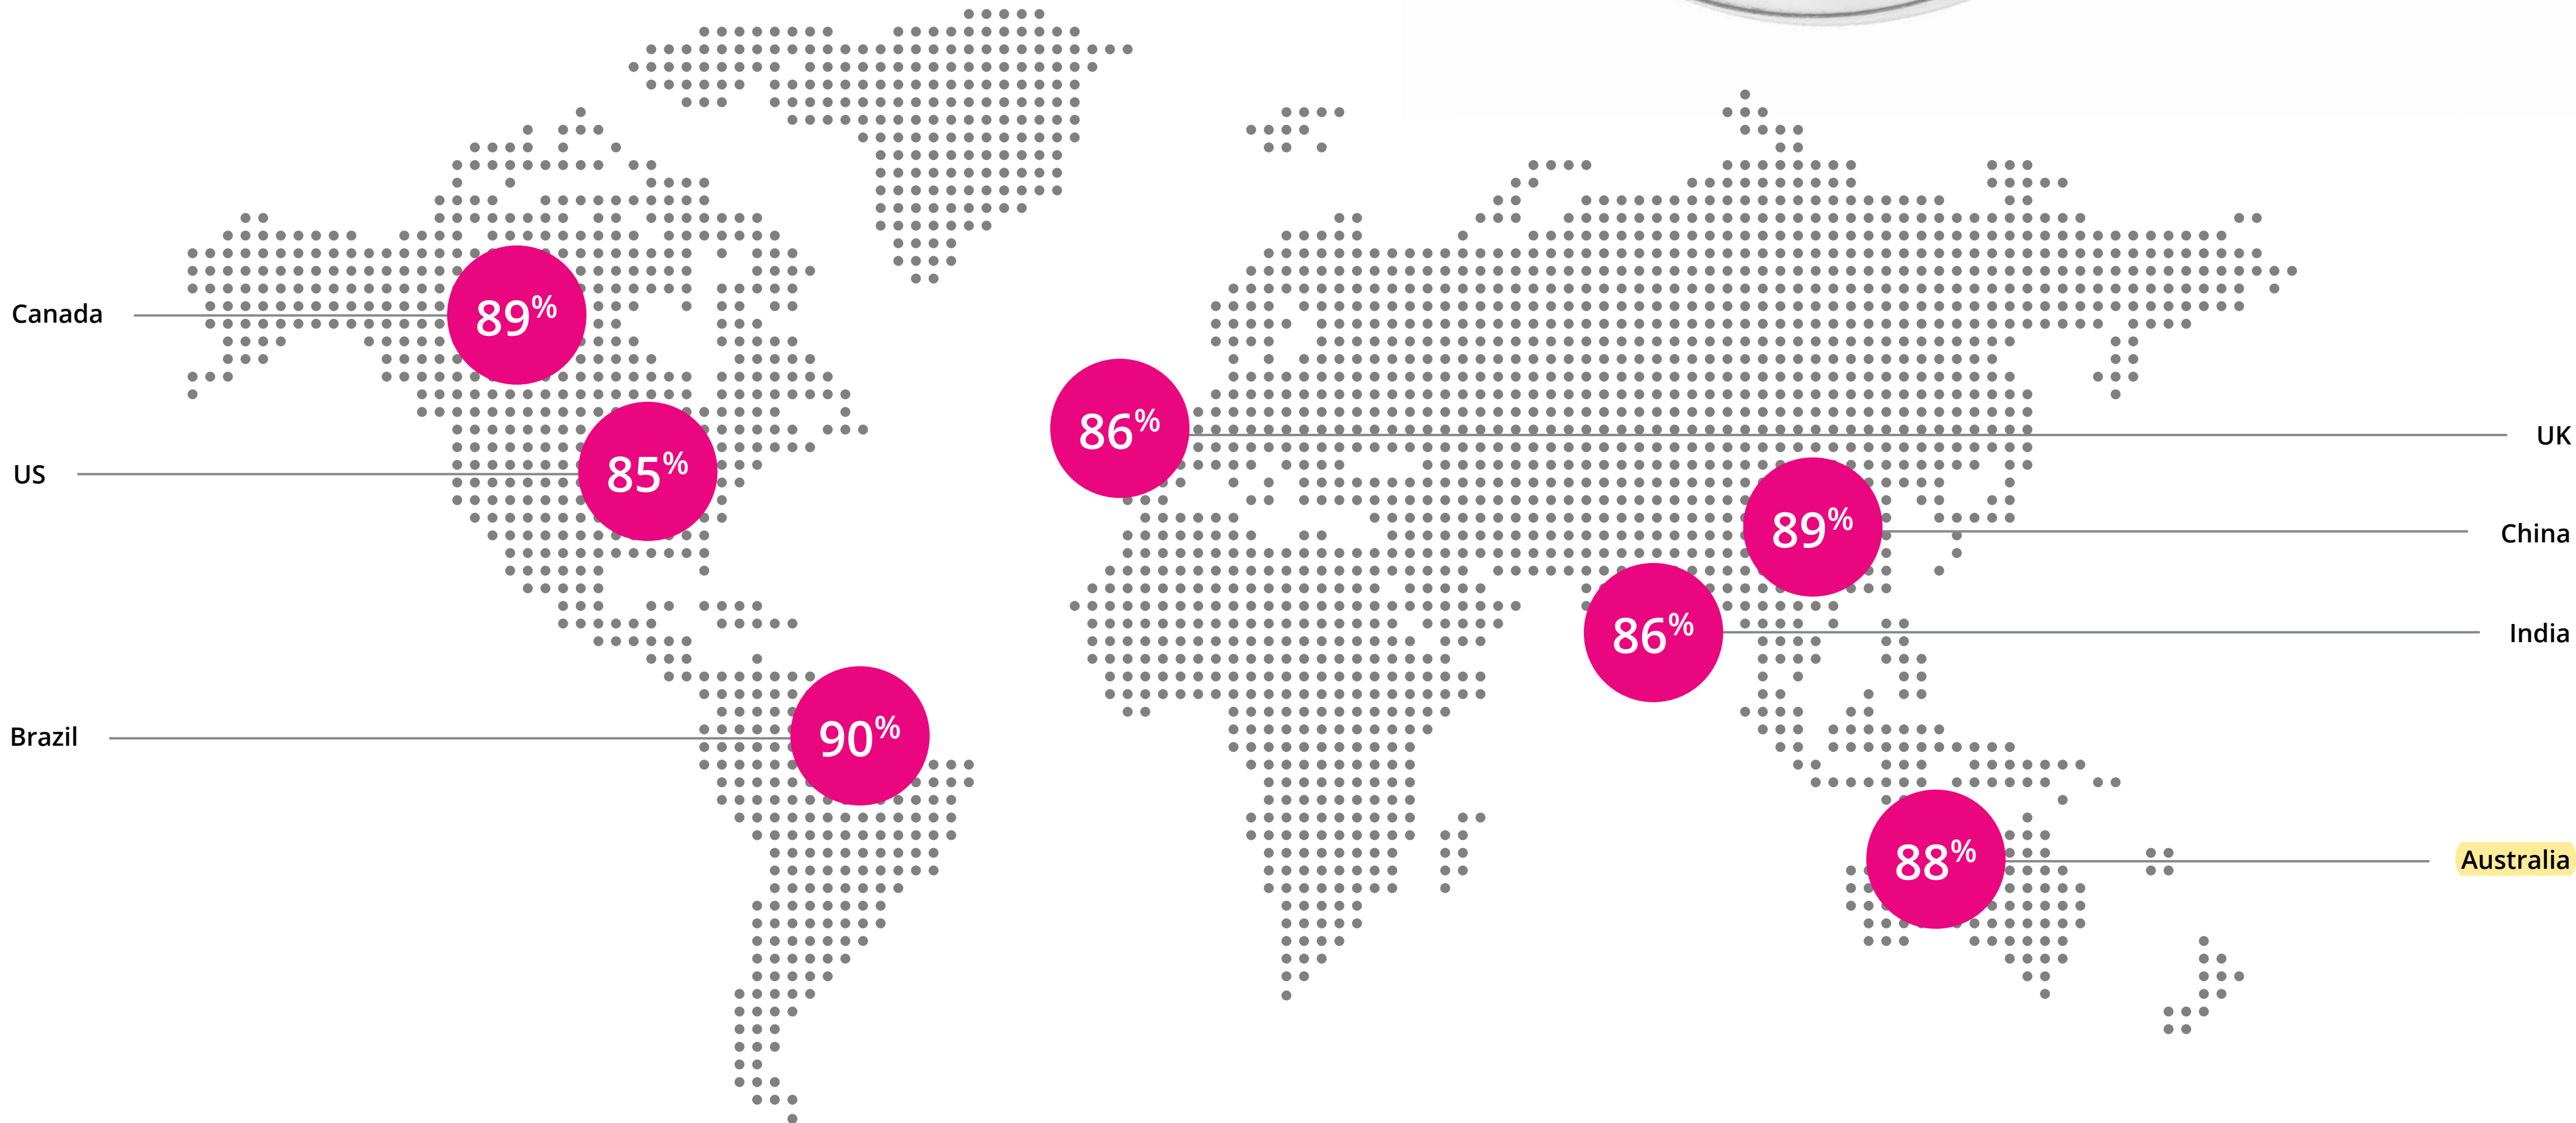 Canada
89%
US
85%
Brazil
90%
86%
UK
89%
China
86%
India
88%
Australia